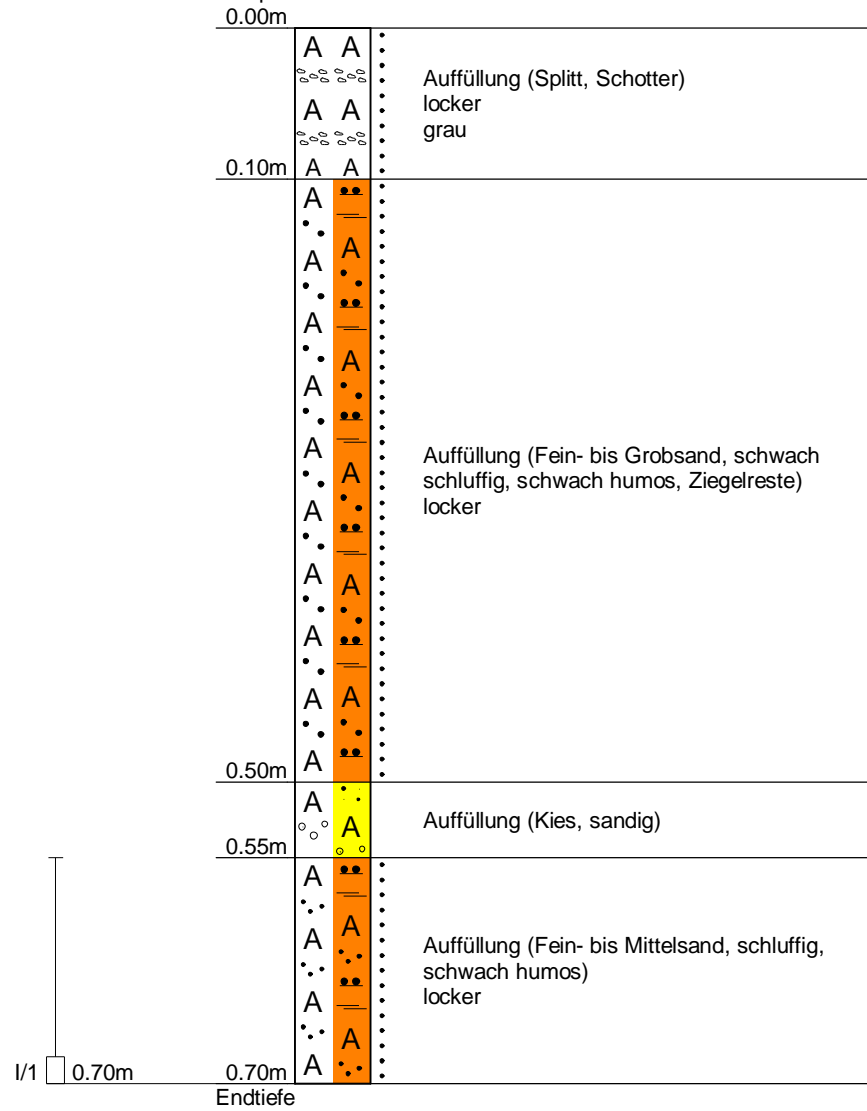 0.00m
A A
Auffüllung (Splitt, Schotter)
locker
grau
A A
0.10m
A A
A
A
A
A
A
A
A
A
A
A
Auffüllung (Fein- bis Grobsand, schwach
schluffig, schwach humos, Ziegelreste)
locker
A
A
A
A
A
A
A
0.50m
A
A
Auffüllung (Kies, sandig)
0.55m
A
A
A
Auffüllung (Fein- bis Mittelsand, schluffig,
schwach humos)
locker
A
A
A
I/1 0.70m 0.70m
Endtiefe